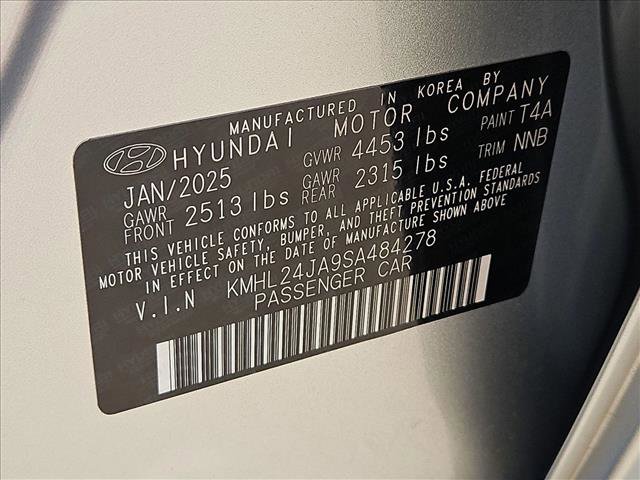 MANUFACTURED IN KOREA BY
HYUNDAI MOTOR COMPANY
JAN/2025 GVWR 4453 lbs PAINT T4A
GAWR FRONT 2513 lbs GAWR REAR 2315 lbs TRIM NNB
THIS VEHICLE CONFORMS TO ALL APPLICABLE U.S.A. FEDERAL
MOTOR VEHICLE SAFETY, BUMPER, AND THEFT PREVENTION STANDARDS
IN EFFECT ON THE DATE OF MANUFACTURE SHOWN ABOVE
V.I.N KMHL24JA9SA484278
PASSENGER CAR